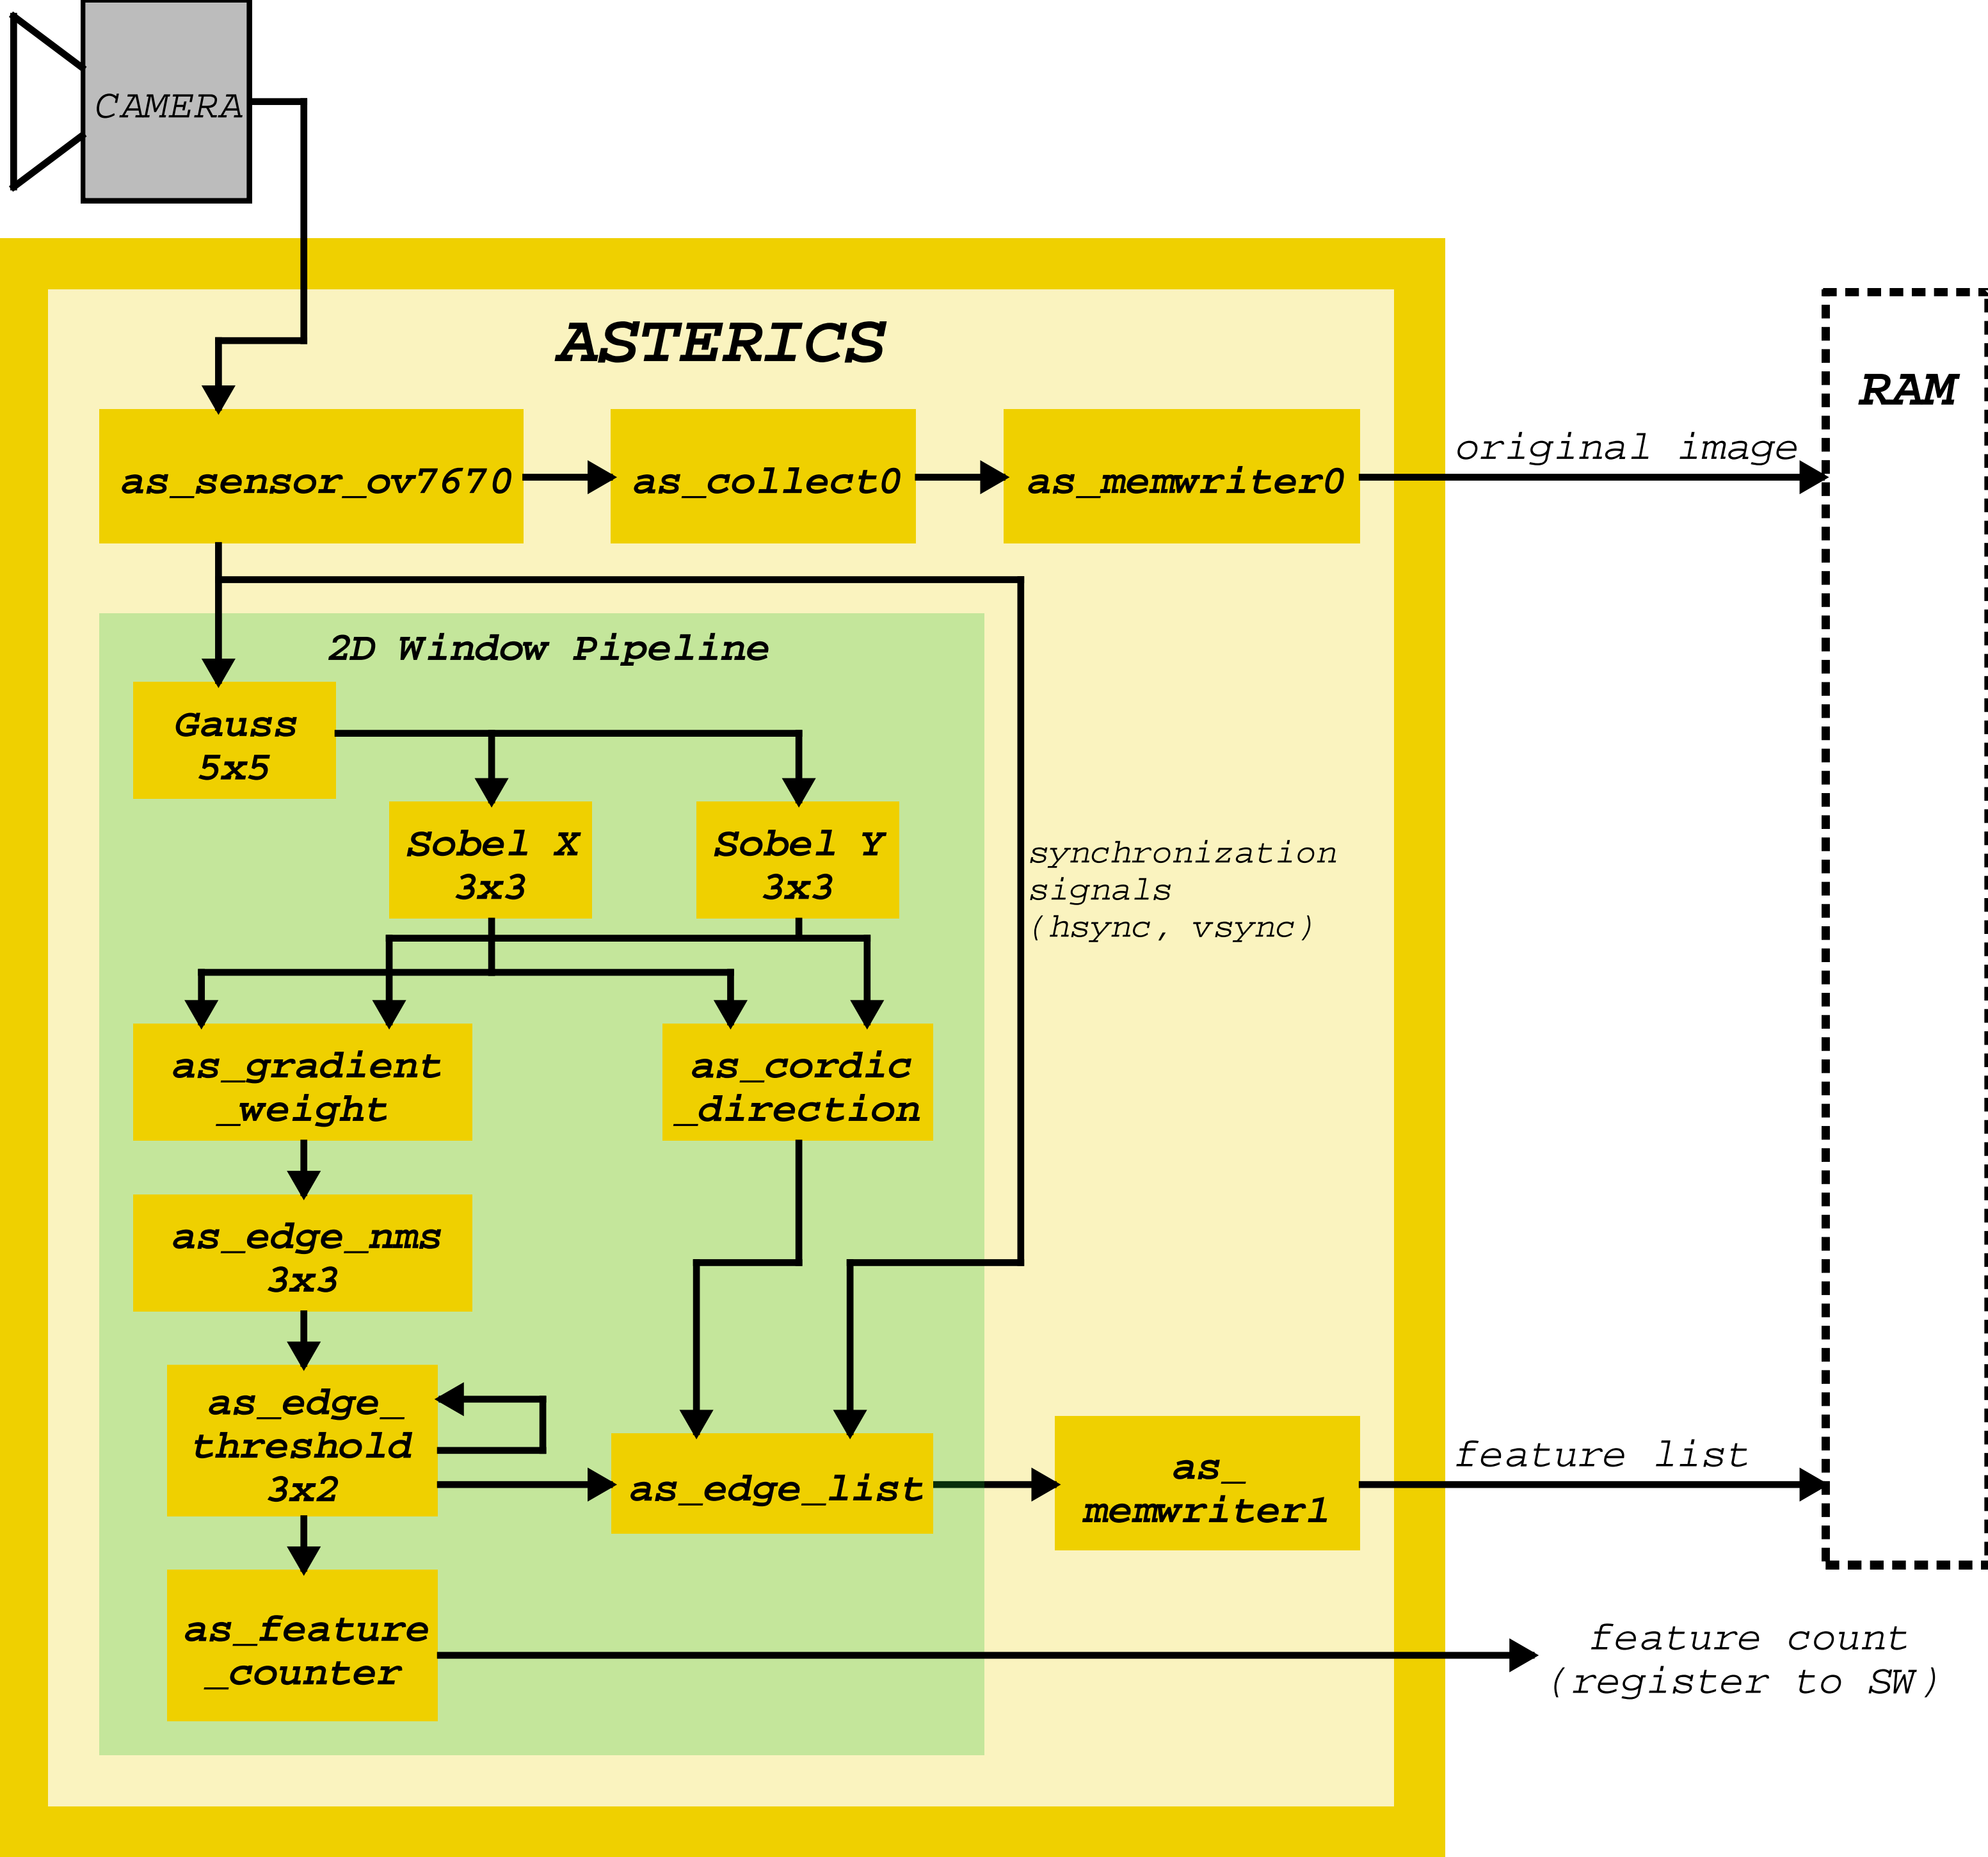 CAMERA
ASTERICS
RAM
as_sensor_ov7670
as_collect0
as_memwriter0
original image
2D Window Pipeline
Gauss
5x5
Sobel X
3x3
Sobel Y
3x3
synchronization
signals
(hsync, vsync)
as_gradient
_weight
as_cordic
_direction
as_edge_nms
3x3
as_edge_
threshold
3x2
as_edge_list
as_
memwriter1
feature list
as_feature
_counter
feature count
(register to SW)